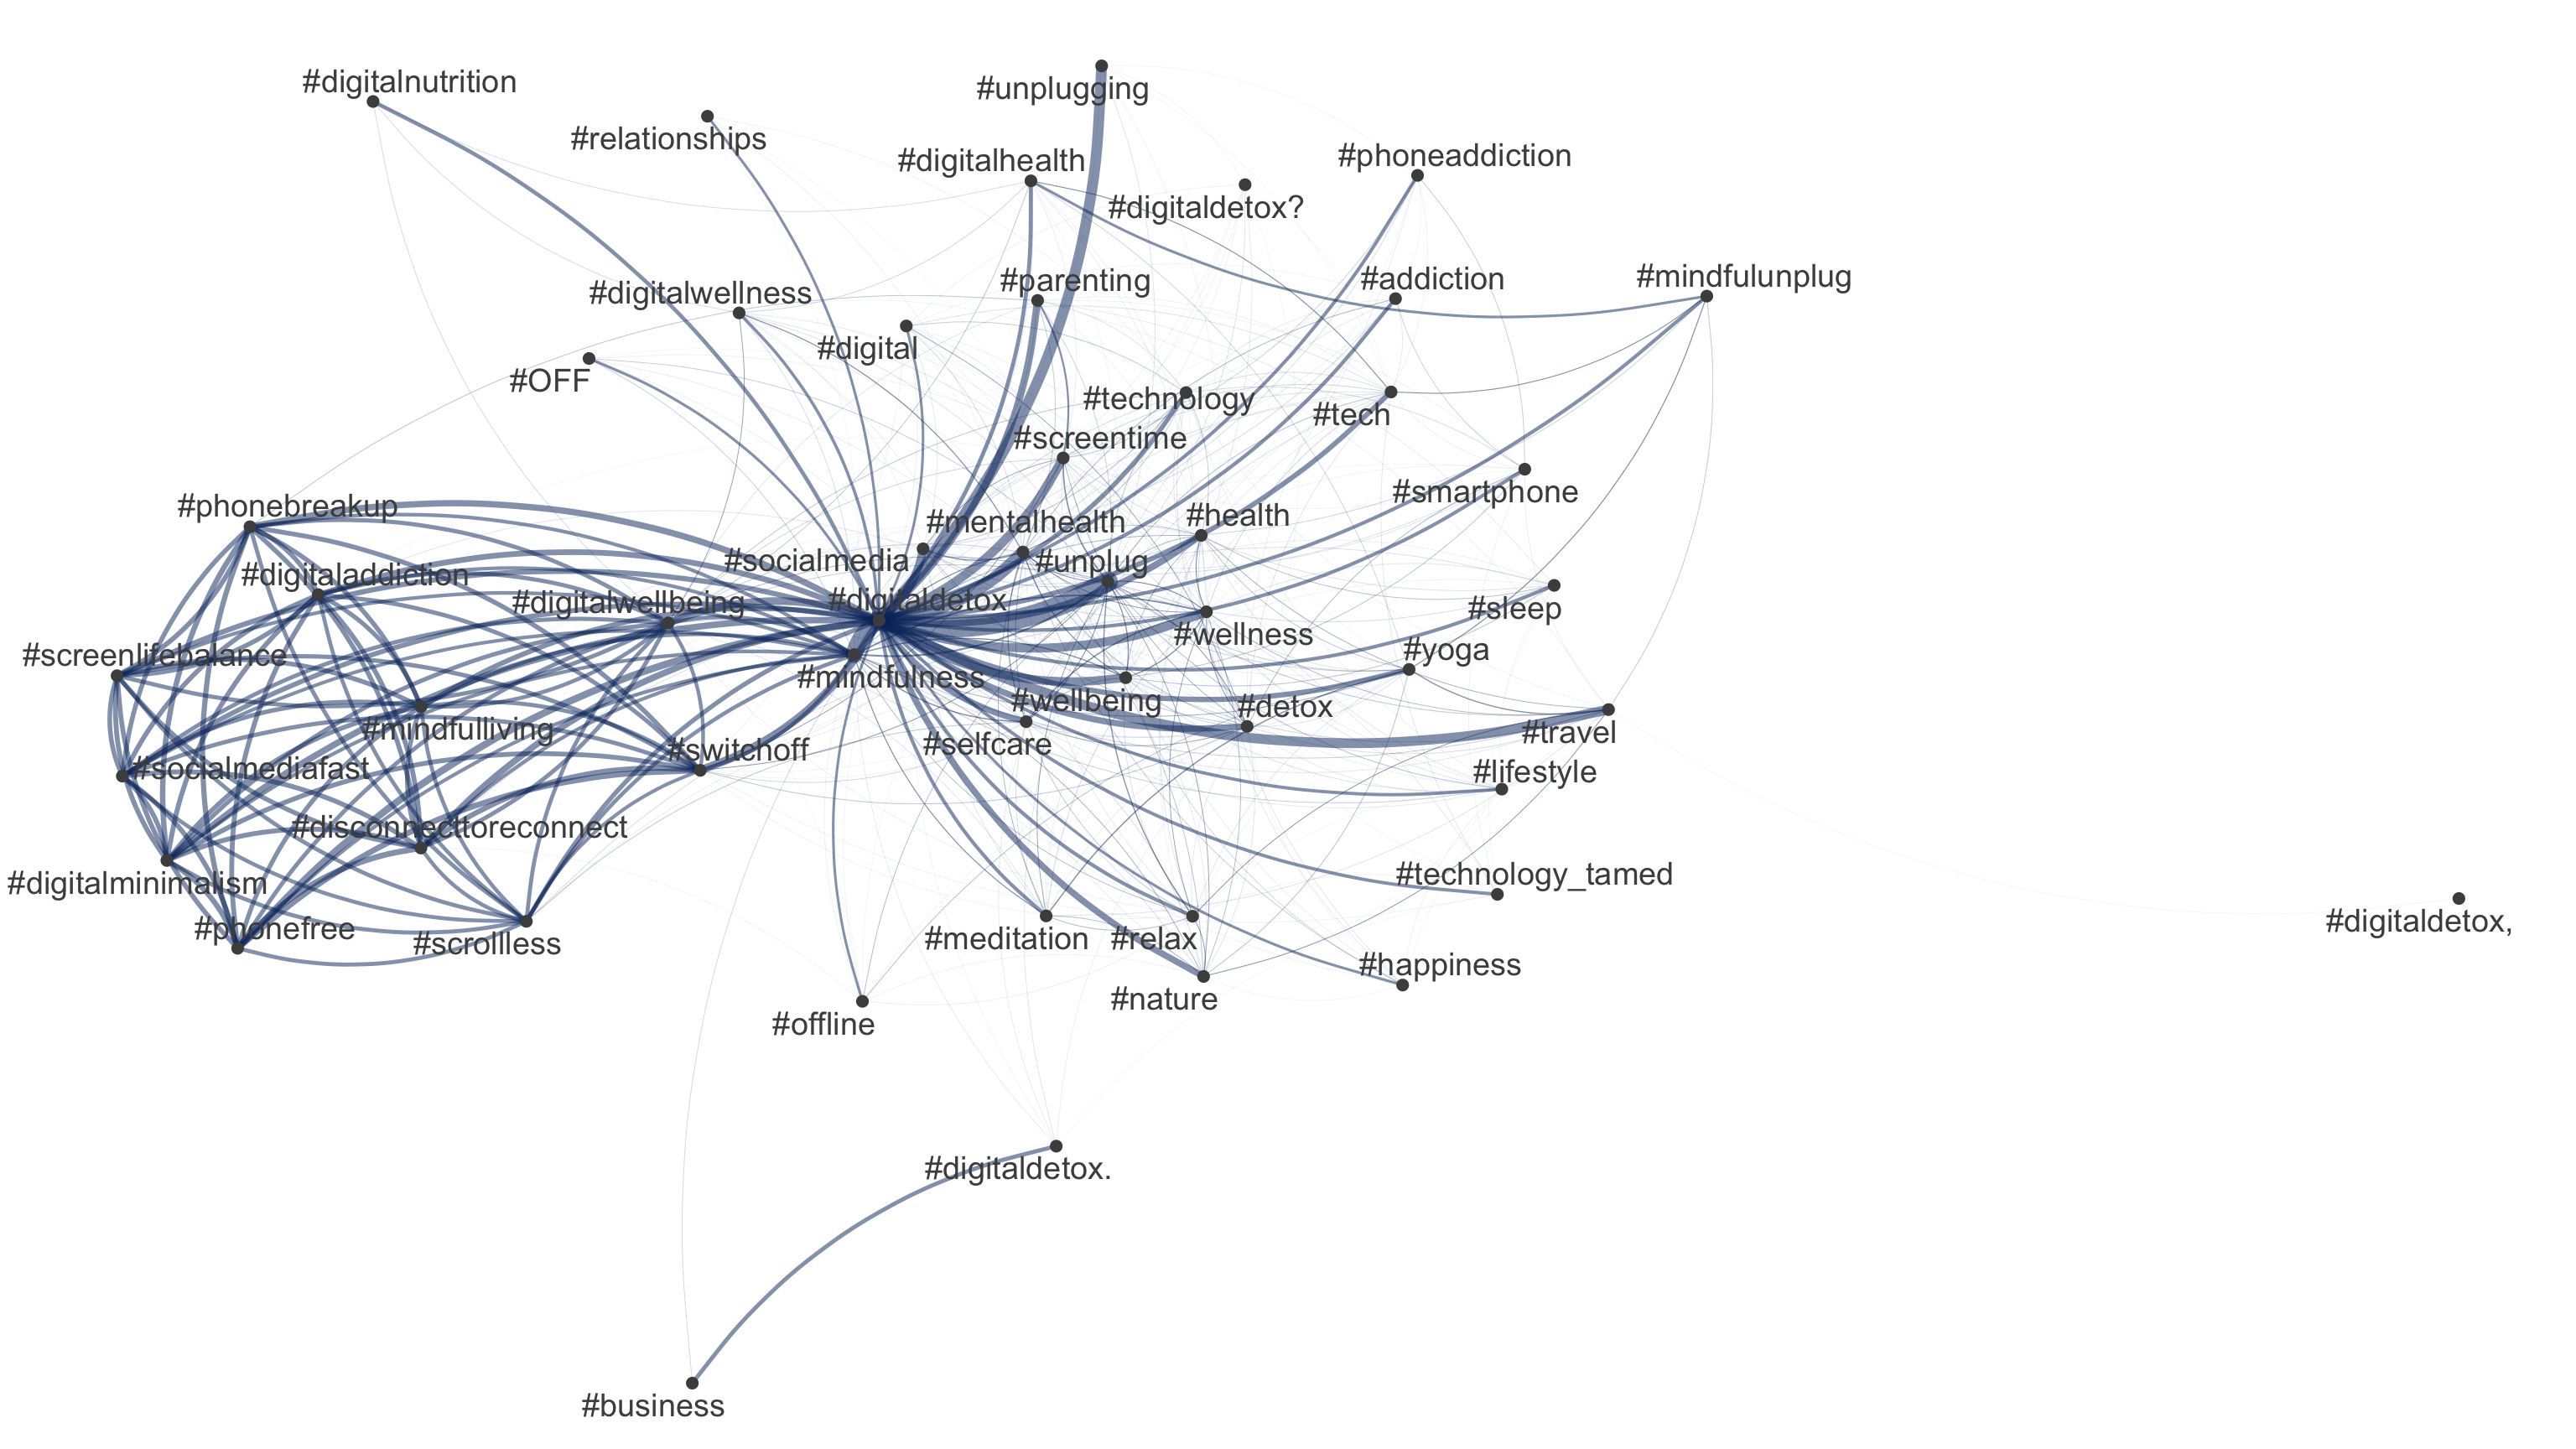 #unplugging
#digitalnutrition
#relationships
#digitalhealth
#phoneaddiction
#digitaldetox?
#parenting
#addiction
#mindfulunplug
#digitalwellness
#digital
#OFF
#technology
#tech
#screentime
#smartphone
#phonebreakup
#mentalhealth
#health
#socialmedia
#unplug
#digitaladdiction
#digitalwellbeing
#digitaldetox
#sleep
#wellness
#screenlifebalance
#yoga
#mindfulness
#wellbeing
#detox
#mindfulliving
#travel
#switchoff
#selfcare
#socialmediafast
#lifestyle
#disconnecttoreconnect
#technology_tamed
#digitalminimalism
#digitaldetox,
#phonefree
#scrollless
#meditation
#relax
#happiness
#nature
#offline
#digitaldetox.
#business